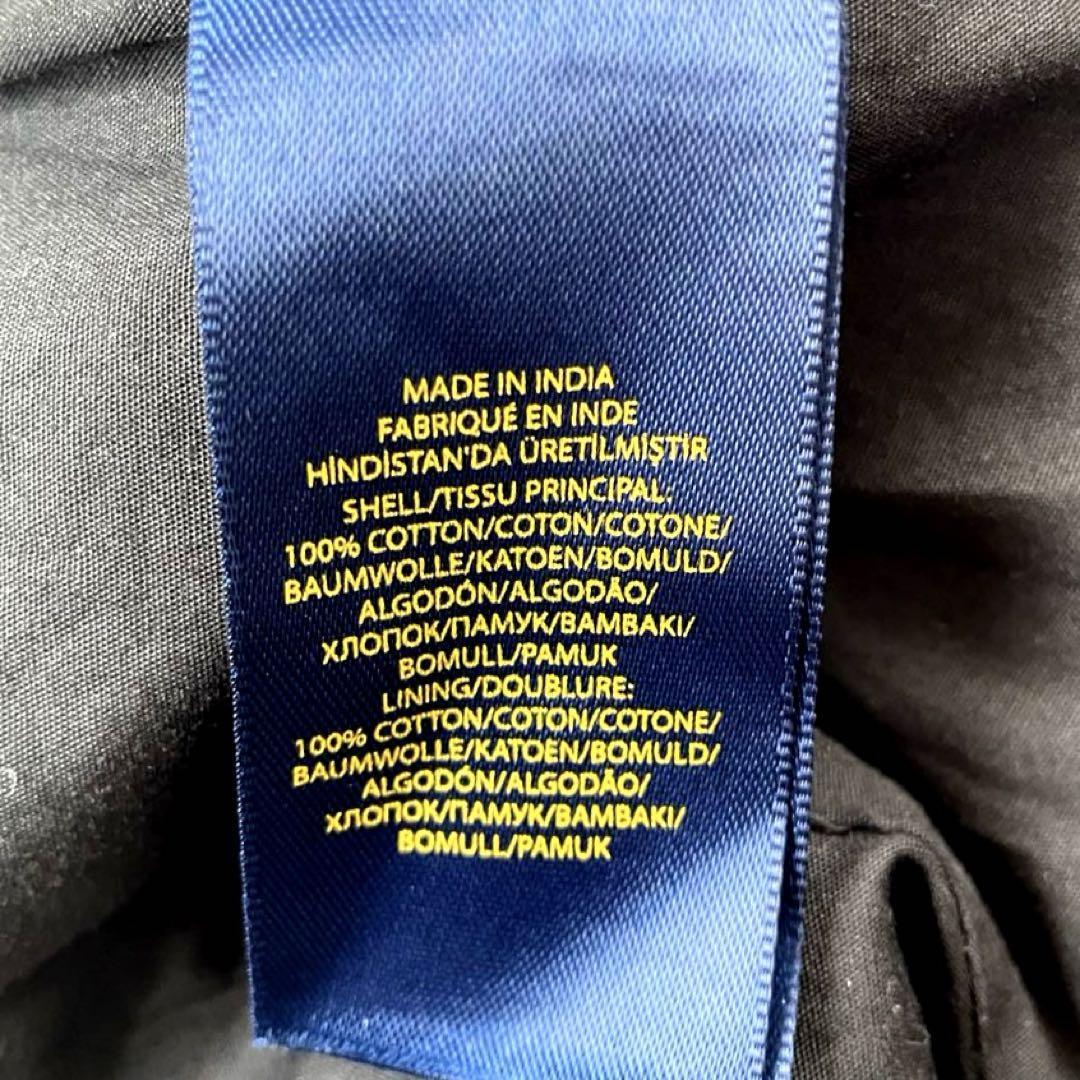 MADE IN INDIA
FABRIQUÉ EN INDE
HİNDİSTAN'DA ÜRETİLMİŞTİR
SHELL/TISSU PRINCIPAL:
100% COTTON/COTON/COTONE/
BAUMWOLLE/KATOEN/BOMULD/
ALGODÓN/ALGODÃO/
ХЛОПОК/ПАМУК/ΒΑΜΒΑΚΙ/
BOMULL/PAMUK
LINING/DOUBLURE:
100% COTTON/COTON/COTONE/
BAUMWOLLE/KATOEN/BOMULD/
ALGODÓN/ALGODÃO/
ХЛОПОК/ПАМУК/ΒΑΜΒΑΚΙ/
BOMULL/PAMUK